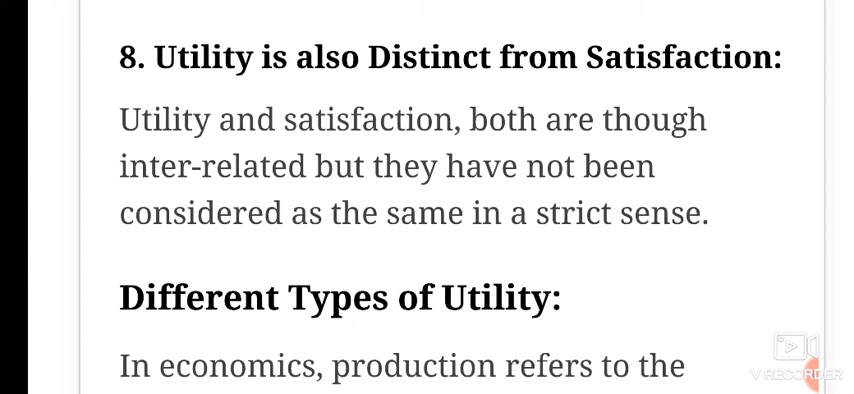 8. Utility is also Distinct from Satisfaction:
Utility and satisfaction, both are though
inter-related but they have not been
considered as the same in a strict sense.
Different Types of Utility:
In economics, production refers to the
V RECORDER